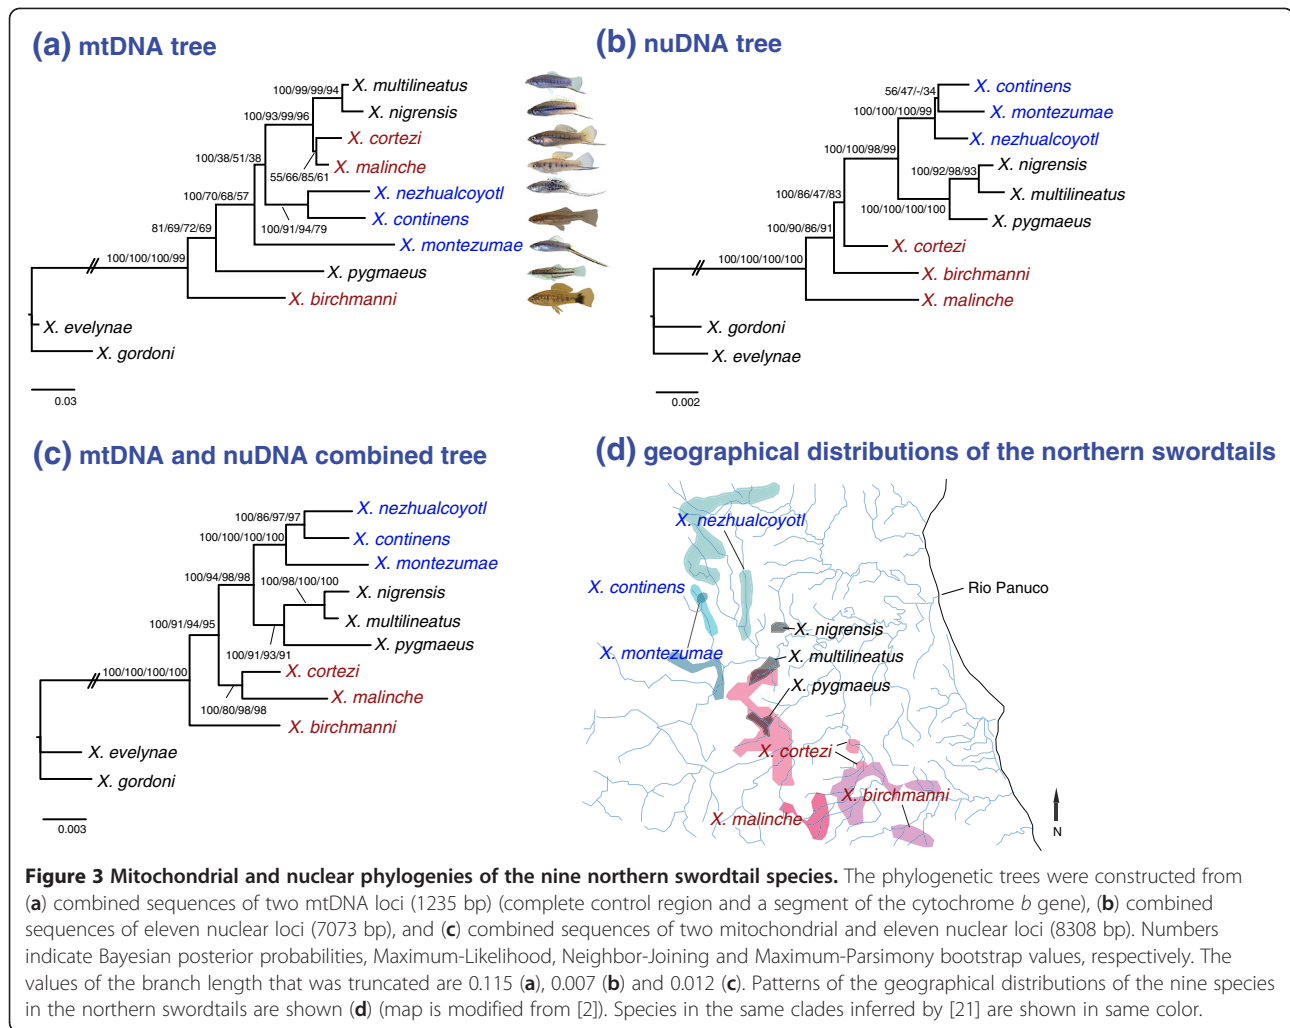 (a) mtDNA tree
100/99/99/94
X. multilineatus
X. nigrensis
100/93/99/96
X. cortezi
X. malinche
55/66/85/61
100/38/51/38
X. nezhualcoyotl
X. continens
100/91/94/79
100/70/68/57
X. montezumae
81/69/72/69
X. pygmaeus
100/100/100/99
X. birchmanni
X. evelynae
X. gordoni
0.03
(b) nuDNA tree
56/47/-/34
X. continens
X. montezumae
100/100/100/99
X. nezhualcoyotl
100/100/98/99
X. nigrensis
100/92/98/93
X. multilineatus
100/86/47/83
100/100/100/100
X. pygmaeus
100/90/86/91
X. cortezi
100/100/100/100
X. birchmanni
X. malinche
X. gordoni
X. evelynae
0.002
(c) mtDNA and nuDNA combined tree
100/86/97/97
X. nezhualcoyotl
X. continens
100/100/100/100
X. montezumae
100/94/98/98
100/98/100/100
X. nigrensis
X. multilineatus
100/91/94/95
X. pygmaeus
100/91/93/91
X. cortezi
100/100/100/100
X. malinche
100/80/98/98
X. birchmanni
X. evelynae
X. gordoni
0.003
(d) geographical distributions of the northern swordtails
X. nezhualcoyotl
X. continens
Rio Panuco
X. nigrensis
X. montezumae
X. multilineatus
X. pygmaeus
X. cortezi
X. birchmanni
X. malinche
N
Figure 3 Mitochondrial and nuclear phylogenies of the nine northern swordtail species. The phylogenetic trees were constructed from
(a) combined sequences of two mtDNA loci (1235 bp) (complete control region and a segment of the cytochrome b gene), (b) combined
sequences of eleven nuclear loci (7073 bp), and (c) combined sequences of two mitochondrial and eleven nuclear loci (8308 bp). Numbers
indicate Bayesian posterior probabilities, Maximum-Likelihood, Neighbor-Joining and Maximum-Parsimony bootstrap values, respectively. The
values of the branch length that was truncated are 0.115 (a), 0.007 (b) and 0.012 (c). Patterns of the geographical distributions of the nine species
in the northern swordtails are shown (d) (map is modified from [2]). Species in the same clades inferred by [21] are shown in same color.